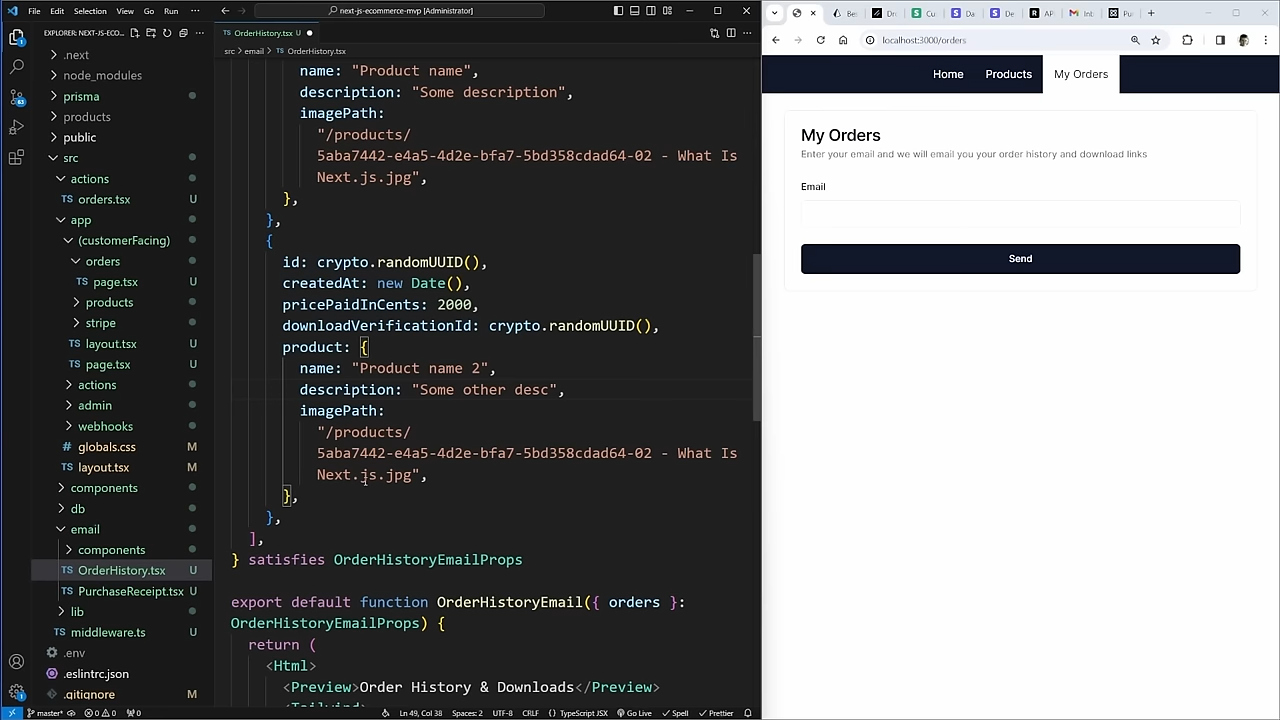 File Edit Selection View Go Run ···
next-js-ecommerce-mvp [Administrator]
EXPLORER: NEXT-JS-ECO...
OrderHistory.tsx U
src > email > OrderHistory.tsx
.next
node_modules
prisma
products
public
src
actions
orders.tsx U
app
(customerFacing)
orders
page.tsx U
products
stripe
layout.tsx U
page.tsx U
actions
admin
webhooks
globals.css M
layout.tsx M
components
db
email
components
OrderHistory.tsx U
PurchaseReceipt.tsx U
lib
middleware.ts U
.env
.eslintrc.json
.gitignore M
name: "Product name",
description: "Some description",
imagePath:
"/products/
5aba7442-e4a5-4d2e-bfa7-5bd358cdad64-02 - What Is
Next.js.jpg",
},
},
{
id: crypto.randomUUID(),
createdAt: new Date(),
pricePaidInCents: 2000,
downloadVerificationId: crypto.randomUUID(),
product: {
name: "Product name 2",
description: "Some other desc",
imagePath:
"/products/
5aba7442-e4a5-4d2e-bfa7-5bd358cdad64-02 - What Is
Next.js.jpg",
},
},
],
} satisfies OrderHistoryEmailProps
export default function OrderHistoryEmail({ orders }:
OrderHistoryEmailProps) {
return (
<Html>
<Preview>Order History & Downloads</Preview>
<Tailwind>
master* 0 0 0 Ln 49, Col 38 Spaces: 2 UTF-8 CRLF {} TypeScript JSX Go Live Spell Prettier
localhost:3000/orders
Home Products My Orders
My Orders
Enter your email and we will email you your order history and download links
Email
Send